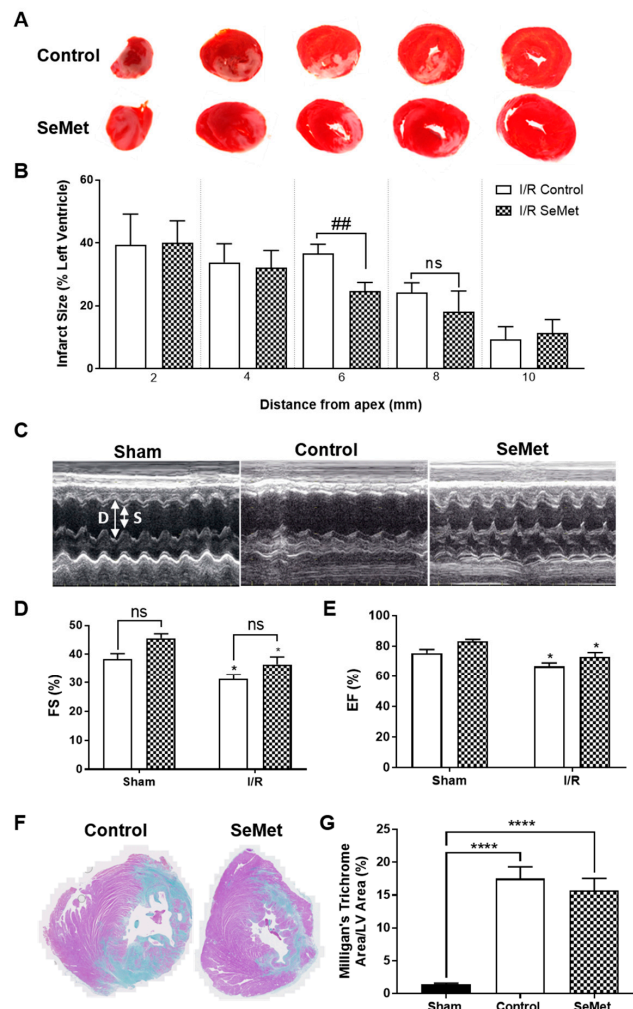 A
Control
SeMet
B
60
40
20
0
Infarct Size (% Left Ventricle)
I/R Control
I/R SeMet
##
ns
2 4 6 8 10
Distance from apex (mm)
C
Sham Control SeMet
D S
D
50
40
30
20
10
0
FS (%)
ns ns
* *
Sham I/R
E
100
80
60
40
20
0
EF (%)
* *
Sham I/R
F
Control SeMet
G
25
20
15
10
5
0
Milligan's Trichrome
Area/LV Area (%)
****
****
Sham Control SeMet